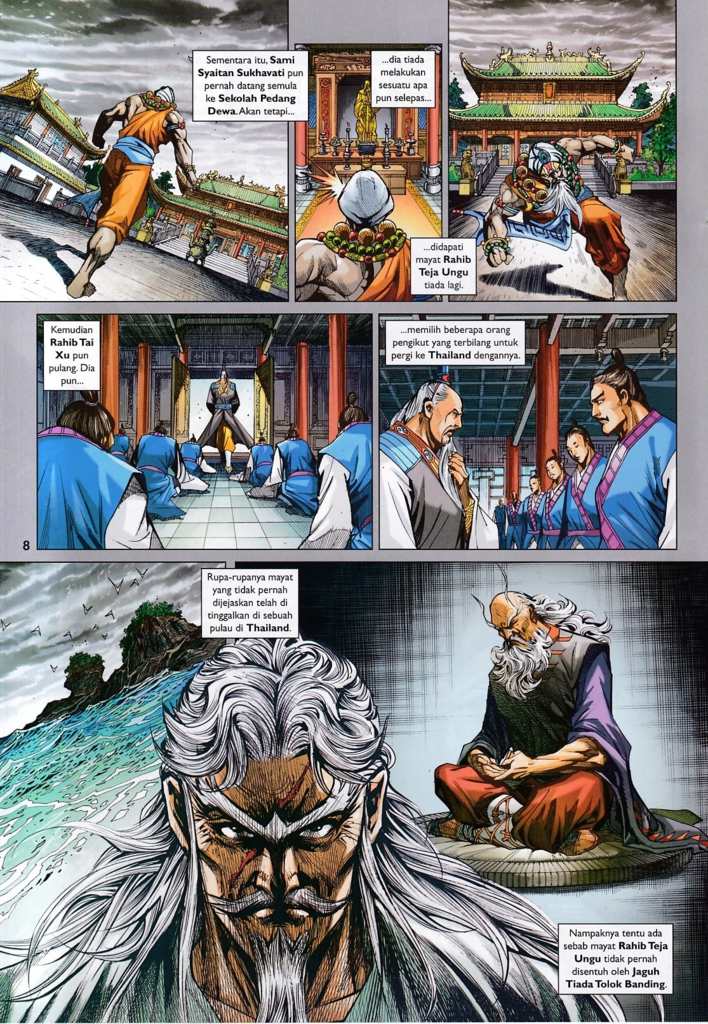 Sementara itu, Sami
Syaitan Sukhavati pun
pernah datang semula
ke Sekolah Pedang
Dewa. Akan tetapi...
...dia tiada
melakukan
sesuatu apa
pun selepas...
...didapati
mayat Rahib
Teja Ungu
tiada lagi.
Kemudian
Rahib Tai
Xu pun
pulang. Dia
pun...
...memilih beberapa orang
pengikut yang terbilang untuk
pergi ke Thailand dengannya.
8
Rupa-rupanya mayat
yang tidak pernah
dijejaskan telah di
tinggalkan di sebuah
pulau di Thailand.
Nampaknya tentu ada
sebab mayat Rahib Teja
Ungu tidak pernah
disentuh oleh Jaguh
Tiada Tolok Banding.